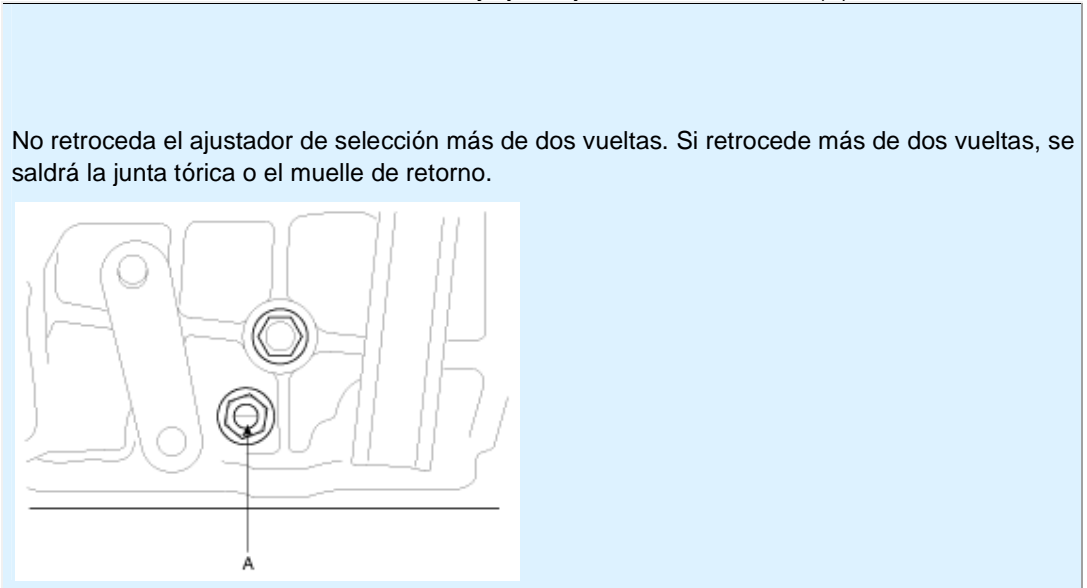 No retroceda el ajustador de selección más de dos vueltas. Si retrocede más de dos vueltas, se
saldrá la junta tórica o el muelle de retorno.
A